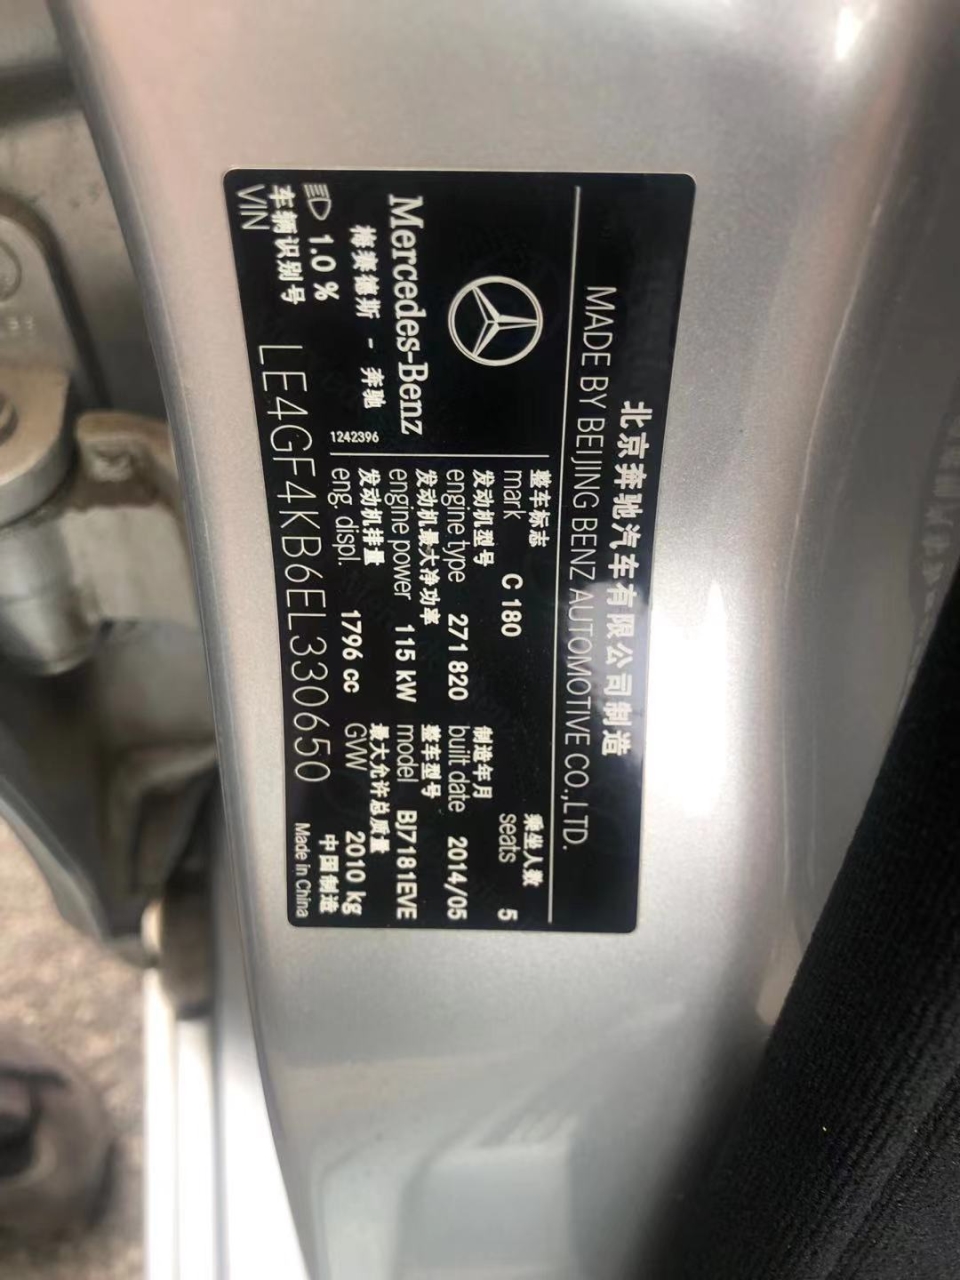 北京奔驰汽车有限公司制造
MADE BY BEIJING BENZ AUTOMOTIVE CO.,LTD.
整车标志
mark C 180
乘坐人数
seats 5
发动机型号
engine type 271 820
制造年月
built date 2014/05
发动机最大净功率
engine power 115 kW
整车型号
model BJ7181EVE
发动机排量
eng. displ. 1796 cc
最大允许总质量
GVW 2010 kg
Mercedes-Benz
梅赛德斯 - 奔驰
1242396
1.0 %
中国制造
Made in China
车辆识别号
VIN LE4GF4KB6EL330650